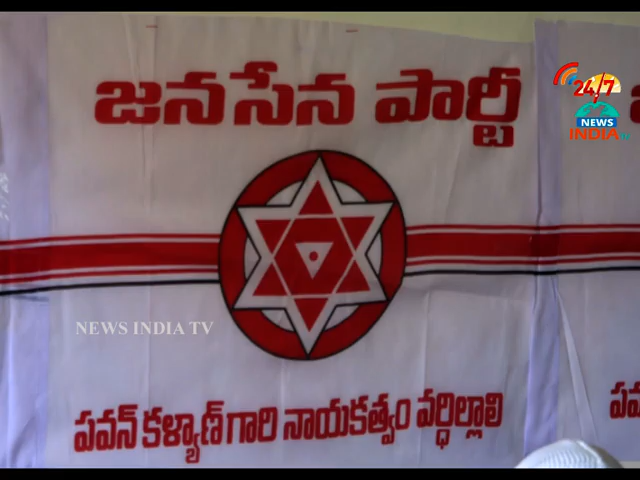 జనసేన పార్టీ
24/7
NEWS
INDIA
NEWS INDIA TV
పవన్ కళ్యాణ్ గారి నాయకత్వం వర్ధిల్లాలి